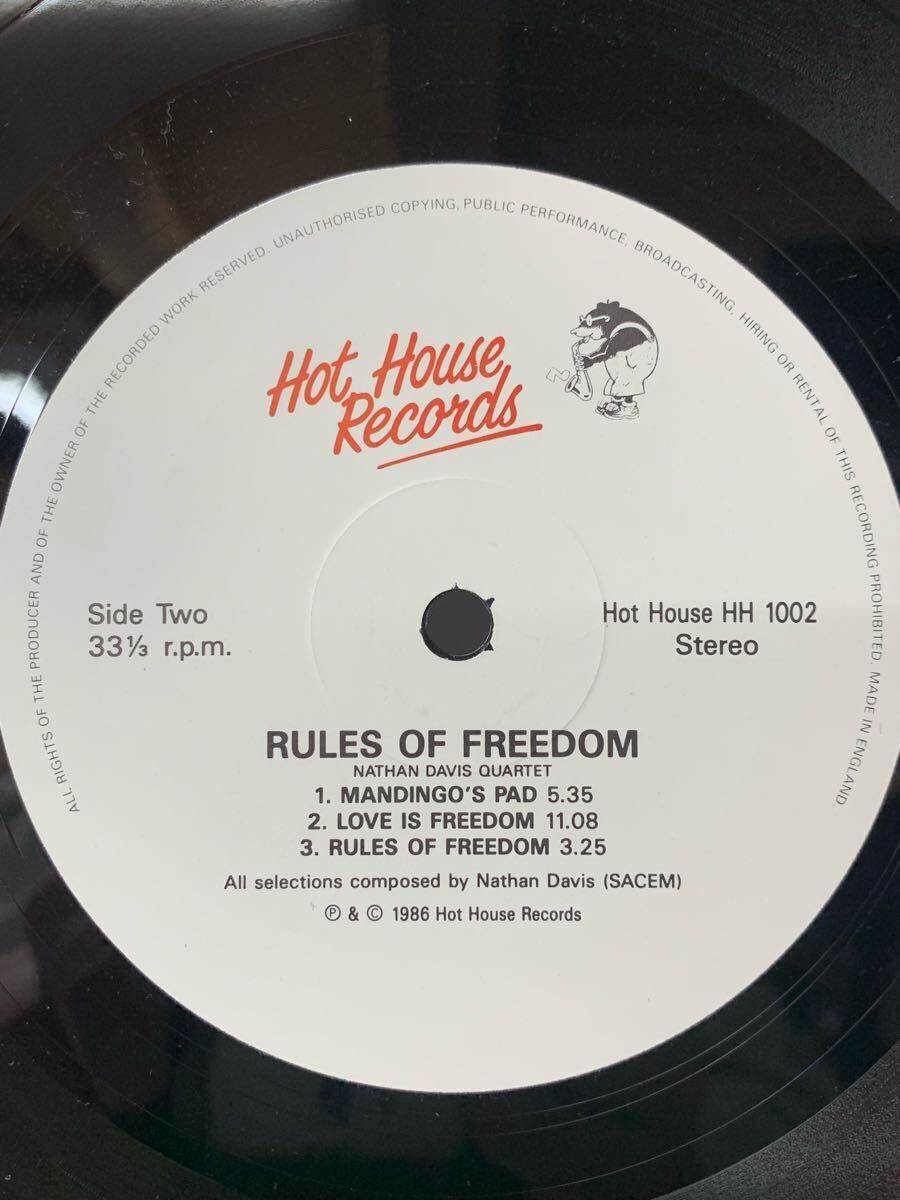 ALL RIGHTS OF THE PRODUCER AND OF THE OWNER OF THE RECORDED WORK RESERVED. UNAUTHORISED COPYING, PUBLIC PERFORMANCE, BROADCASTING, HIRING OR RENTAL OF THIS RECORDING PROHIBITED. MADE IN ENGLAND.
Hot House
Records
Side Two
33⅓ r.p.m.
Hot House HH 1002
Stereo
RULES OF FREEDOM
NATHAN DAVIS QUARTET
1. MANDINGO'S PAD 5.35
2. LOVE IS FREEDOM 11.08
3. RULES OF FREEDOM 3.25
All selections composed by Nathan Davis (SACEM)
℗ & © 1986 Hot House Records